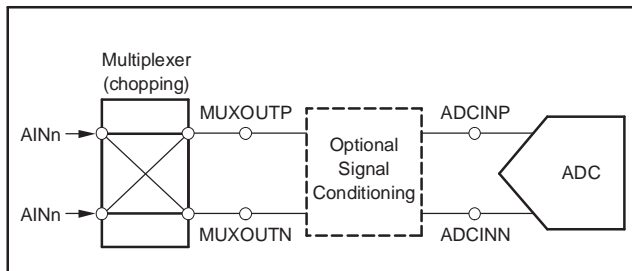 Multiplexer
(chopping)
MUXOUTP
ADCINP
AINn
Optional
Signal
Conditioning
ADC
AINn
MUXOUTN
ADCINN